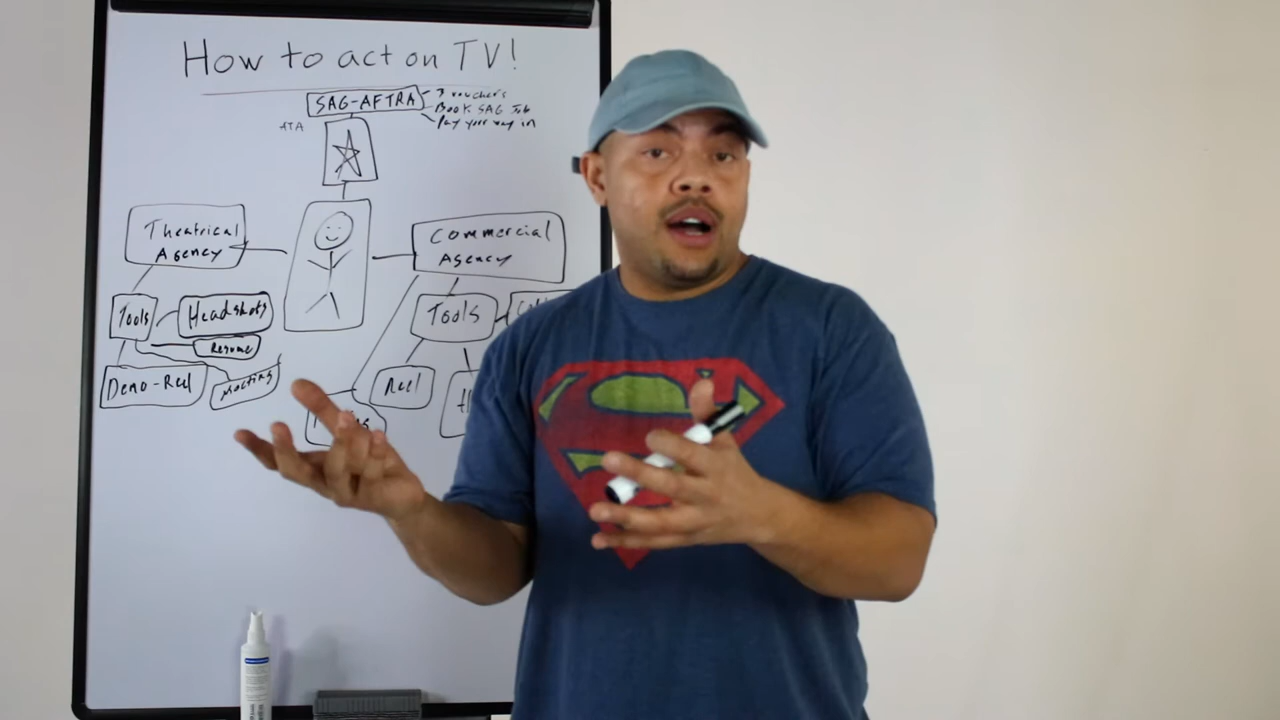 How to act on TV!
SAG-AFTRA
3 vouchers
Book SAG Job
Pay your way in
ATA
Theatrical
Agency
Commercial
Agency
Tools
Headshots
Resume
Demo-Reel
Tools
Reel